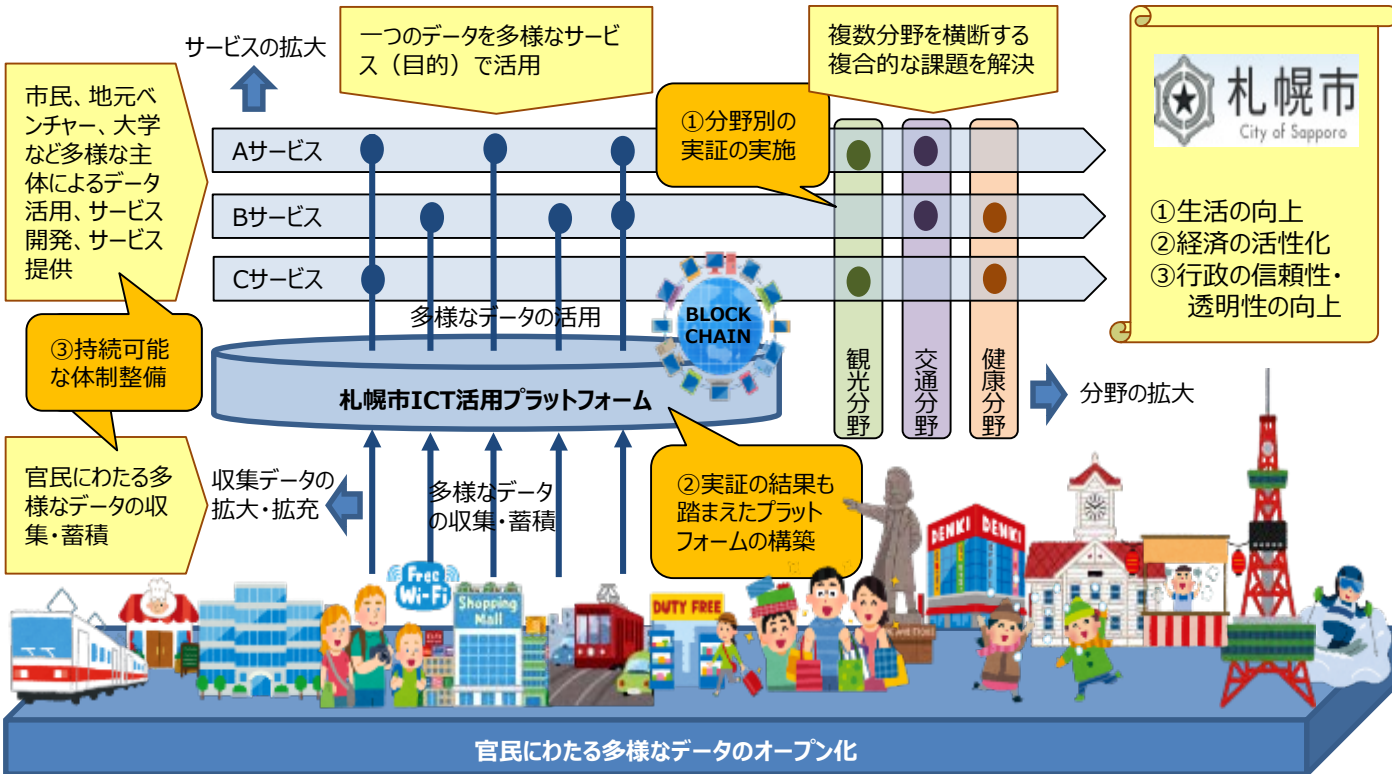 サービスの拡大
一つのデータを多様なサービ
ス（目的）で活用
複数分野を横断する
複合的な課題を解決
札幌市
City of Sapporo
市民、地元ベ
ンチャー、大学
など多様な主
体によるデータ
活用、サービス
開発、サービス
提供
①分野別の
実証の実施
Aサービス
Bサービス
Cサービス
①生活の向上
②経済の活性化
③行政の信頼性・
透明性の向上
多様なデータの活用
BLOCK
CHAIN
③持続可能
な体制整備
札幌市ICT活用プラットフォーム
観光分野
交通分野
健康分野
分野の拡大
官民にわたる多
様なデータの収
集・蓄積
収集データの
拡大・拡充
多様なデータ
の収集・蓄積
②実証の結果も
踏まえたプラット
フォームの構築
Free
Wi-Fi
Shopping
Mall
DUTY FREE
DENKI
DENKI
官民にわたる多様なデータのオープン化